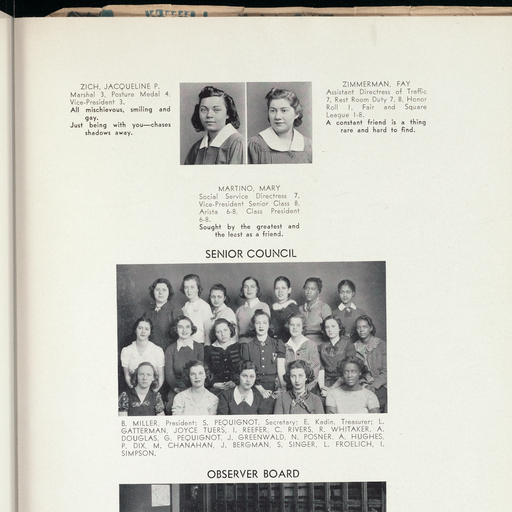 ZICH, JACQUELINE P.
Marshal 3, Posture Medal 4,
Vice-President 3.
All mischievous, smiling and
gay.
Just being with you—chases
shadows away.
ZIMMERMAN, FAY
Assistant Directress of Traffic
7, Rest Room Duty 7, 8, Honor
Roll 1, Fair and Square
League 1-8.
A constant friend is a thing
rare and hard to find.
MARTINO, MARY
Social Service Directress 7,
Vice-President Senior Class 8,
Arista 6-8, Class President
6-8.
Sought by the greatest and
the least as a friend.
SENIOR COUNCIL
B. MILLER, President; S. PEQUIGNOT, Secretary; E. Kadin, Treasurer; L.
GATTERMAN, JOYCE TUERS, I. REEFER, C. RIVERS, R. WHITAKER, A.
DOUGLAS, G. PEQUIGNOT, J. GREENWALD, N. POSNER, A. HUGHES,
P. DIX, M. CHANAHAN, J. BERGMAN, S. SINGER, L. FROELICH, I.
SIMPSON.
OBSERVER BOARD